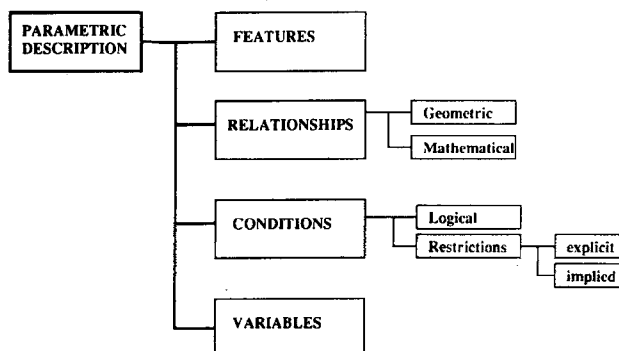 PARAMETRIC
DESCRIPTION
FEATURES
RELATIONSHIPS
Geometric
Mathematical
CONDITIONS
Logical
Restrictions
explicit
implied
VARIABLES